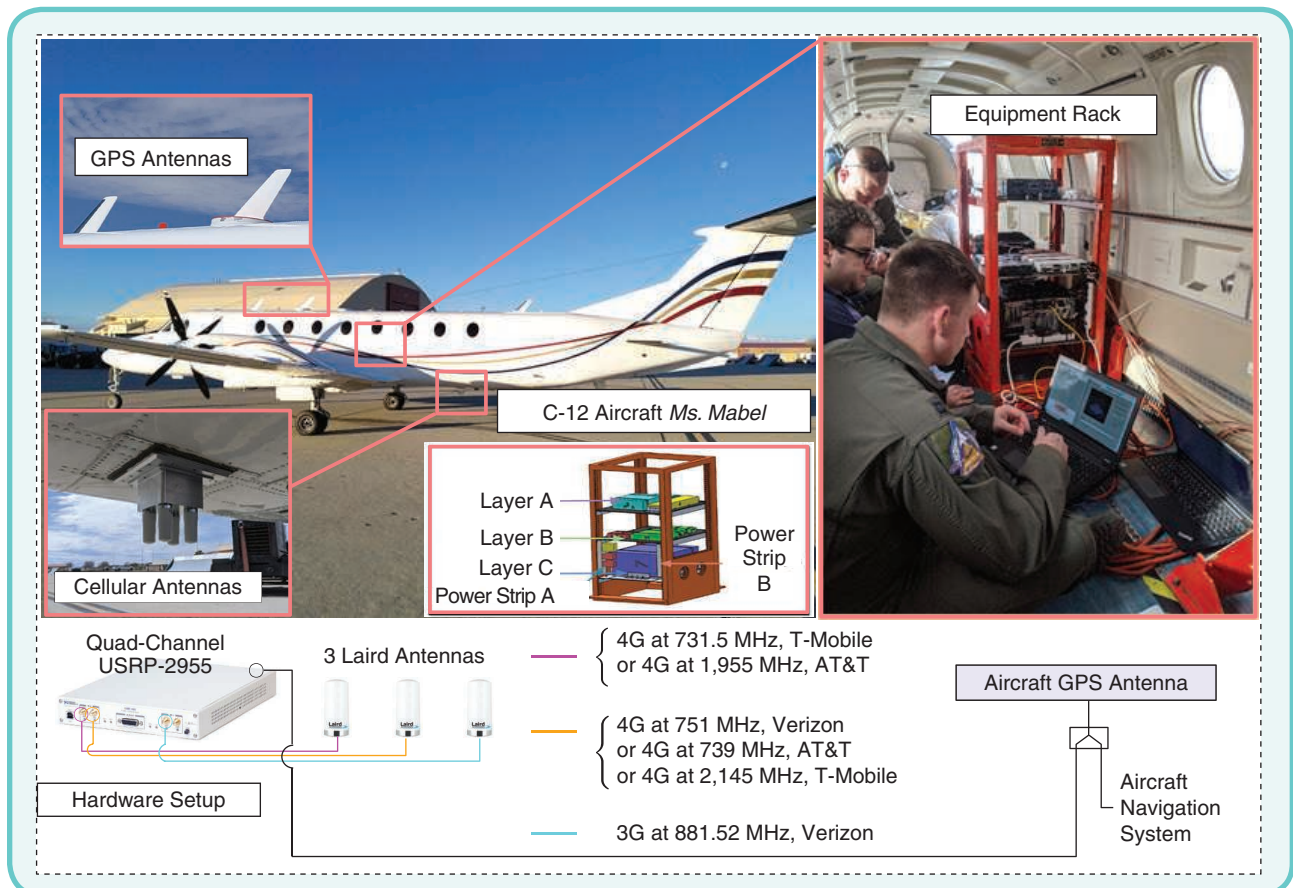 GPS Antennas
Equipment Rack
C-12 Aircraft Ms. Mabel
Cellular Antennas
Layer A
Layer B
Layer C
Power Strip A
Power
Strip
B
Quad-Channel
USRP-2955
3 Laird Antennas
Laird
Laird
Laird
Hardware Setup
4G at 731.5 MHz, T-Mobile
or 4G at 1,955 MHz, AT&T
4G at 751 MHz, Verizon
or 4G at 739 MHz, AT&T
or 4G at 2,145 MHz, T-Mobile
3G at 881.52 MHz, Verizon
Aircraft GPS Antenna
Aircraft
Navigation
System